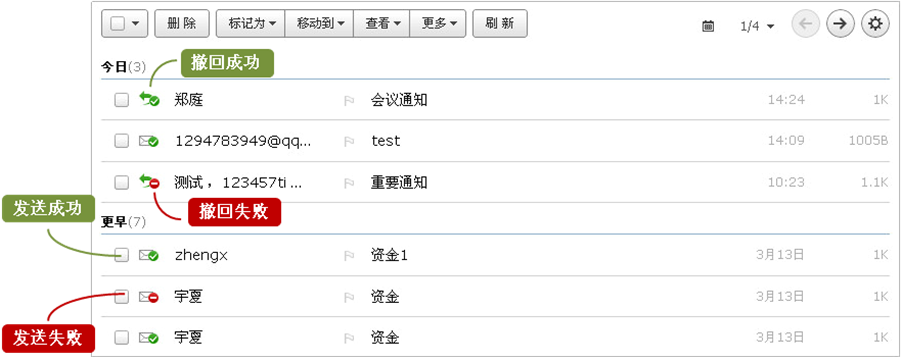 删 除 标记为 移动到 查看 更多 刷 新 1/4
今日(3) 撤回成功
郑庭 会议通知 14:24 1K
1294783949@qq... test 14:09 1005B
测试， 123457ti ... 重要通知 10:23 1.1K
发送成功 撤回失败
更早(7)
zhengx 资金1 3月13日 1K
宇夏 资金 3月13日 1K
发送失败 宇夏 资金 3月13日 1K